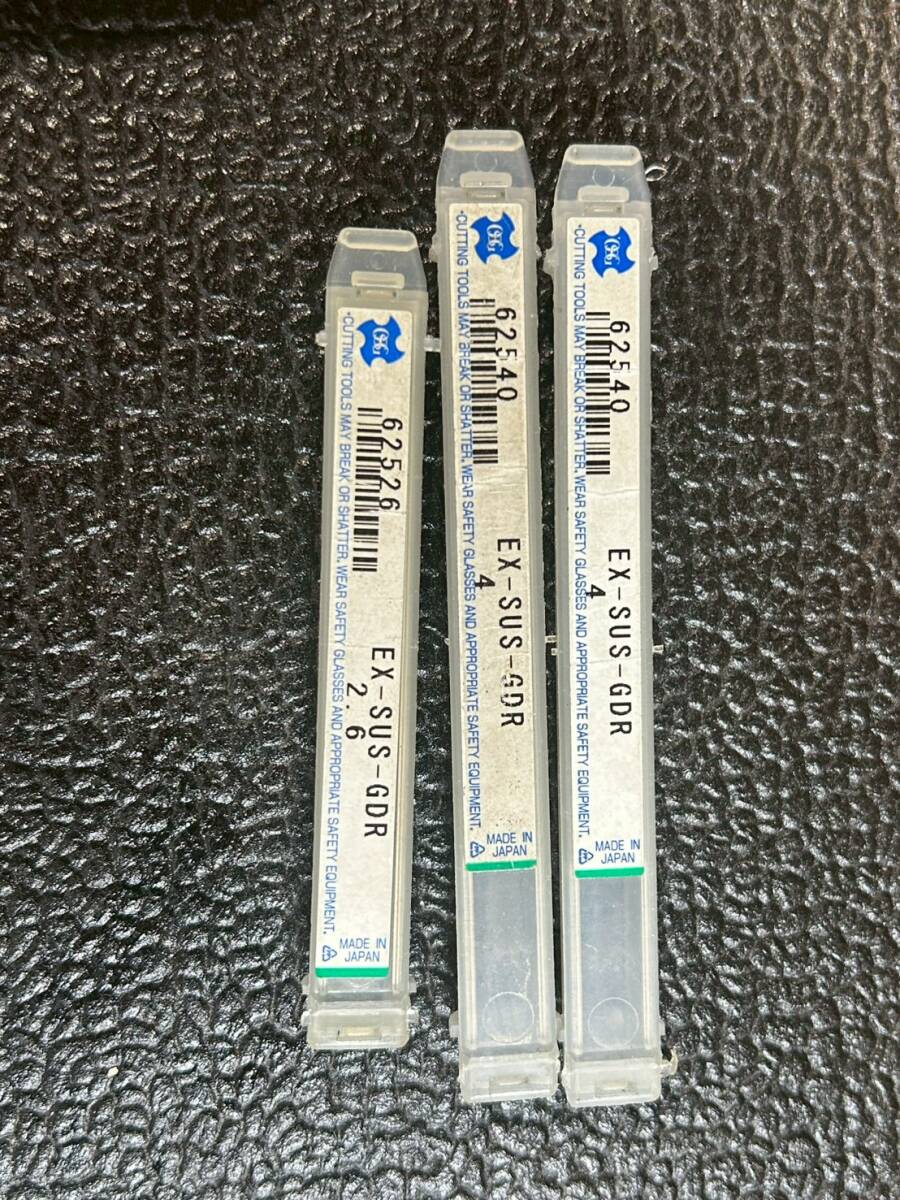 OSG
62526
EX-SUS-GDR
2.6
・CUTTING TOOLS MAY BREAK OR SHATTER. WEAR SAFETY GLASSES AND APPROPRIATE SAFETY EQUIPMENT.
MADE IN
JAPAN
OSG
62540
EX-SUS-GDR
4
・CUTTING TOOLS MAY BREAK OR SHATTER. WEAR SAFETY GLASSES AND APPROPRIATE SAFETY EQUIPMENT.
MADE IN
JAPAN
OSG
62540
EX-SUS-GDR
4
・CUTTING TOOLS MAY BREAK OR SHATTER. WEAR SAFETY GLASSES AND APPROPRIATE SAFETY EQUIPMENT.
MADE IN
JAPAN